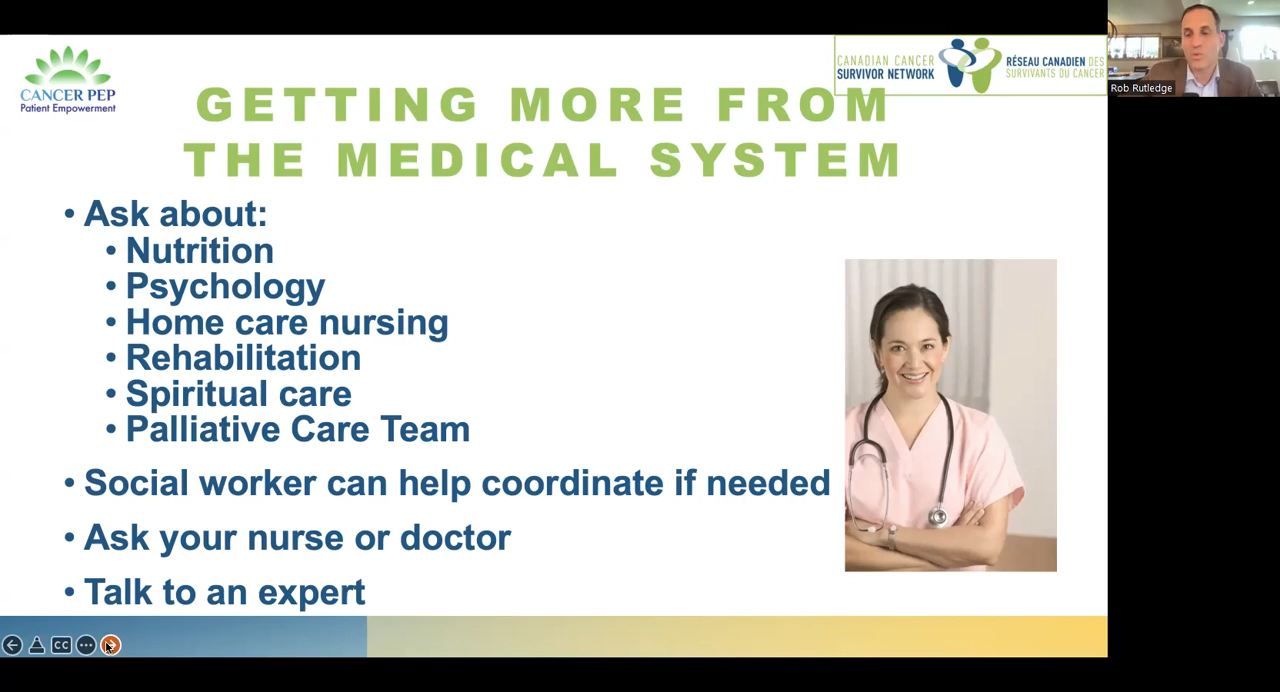 CANCER PEP
Patient Empowerment
CANADIAN CANCER
SURVIVOR NETWORK
RÉSEAU CANADIEN DES
SURVIVANTS DU CANCER
Rob Rutledge
GETTING MORE FROM
THE MEDICAL SYSTEM
• Ask about:
• Nutrition
• Psychology
• Home care nursing
• Rehabilitation
• Spiritual care
• Palliative Care Team
• Social worker can help coordinate if needed
• Ask your nurse or doctor
• Talk to an expert
CC